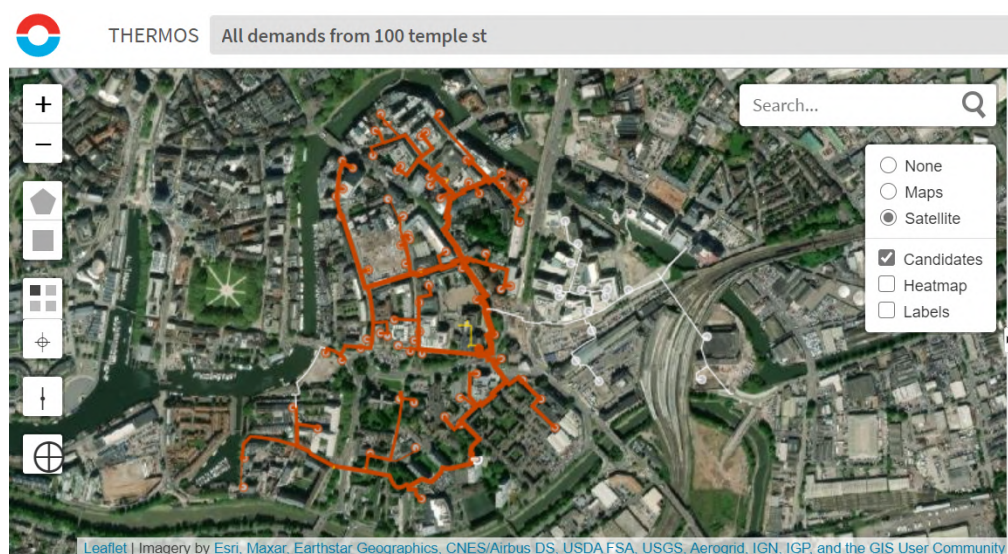 THERMOS All demands from 100 temple st
Search...
None
Maps
Satellite
Candidates
Heatmap
Labels
Leaflet | Imagery by Esri, Maxar, Earthstar Geographics, CNES/Airbus DS, USDA FSA, USGS, Aerogrid, IGN, IGP, and the GIS User Community